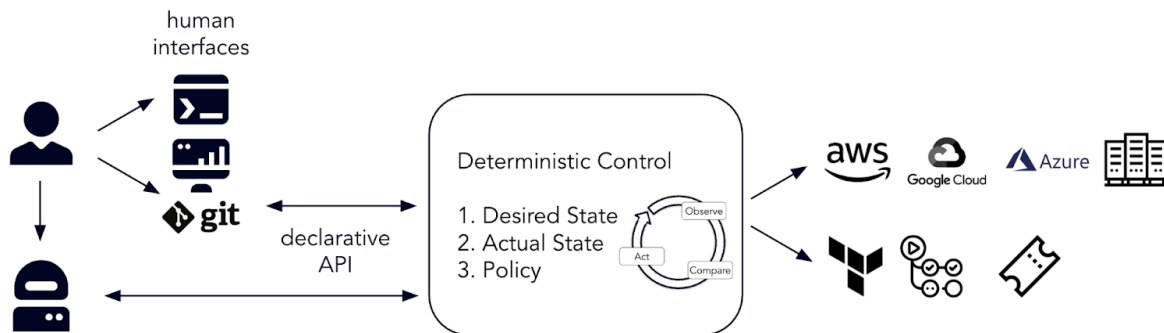 human
interfaces
git
declarative
API
Deterministic Control
1. Desired State
2. Actual State
3. Policy
Observe
Act
Compare
aws
Google Cloud
Azure